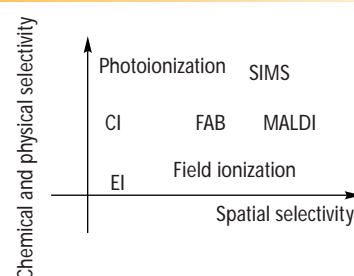 Chemical and physical selectivity
Photoionization SIMS
CI FAB MALDI
Field ionization
EI
Spatial selectivity